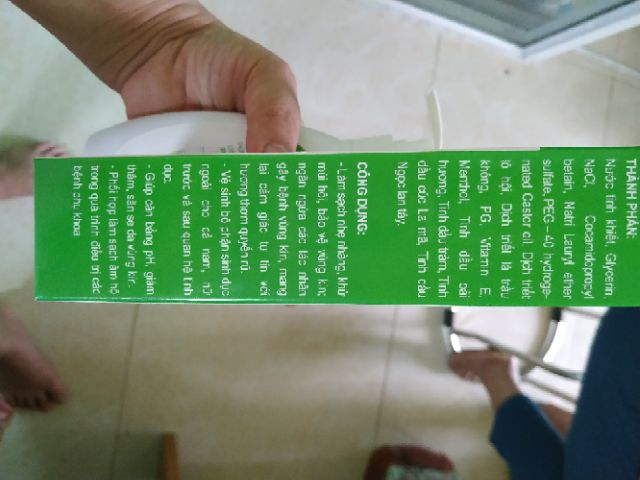 THÀNH PHẦN:
Nước tinh khiết, Glycerin,
NaCl, Cocamidopropyl
betain, Natri Lauryl ether
sulfate, PEG-40 hydroge-
nated Castor oil, Dịch triết
lô hội, Dịch triết lá trầu
không, PG, Vitamin E,
Menthol, Tinh dầu oải
hương, Tinh dầu tràm, Tinh
dầu cúc La mã, Tinh dầu
Ngọc lan tây.
CÔNG DỤNG:
- Làm sạch nhẹ nhàng, khử
mùi hôi, bảo vệ vùng kín;
ngăn ngừa các tác nhân
gây bệnh vùng kín, mang
lại cảm giác tự tin với
hương thơm quyến rũ.
- Vệ sinh bộ phận sinh dục
ngoài cho cả nam, nữ
trước và sau quan hệ tình
dục.
- Giúp cân bằng pH, giảm
thâm, săn se da vùng kín.
- Phối hợp làm sạch âm hộ
trong quá trình điều trị các
bệnh phụ khoa